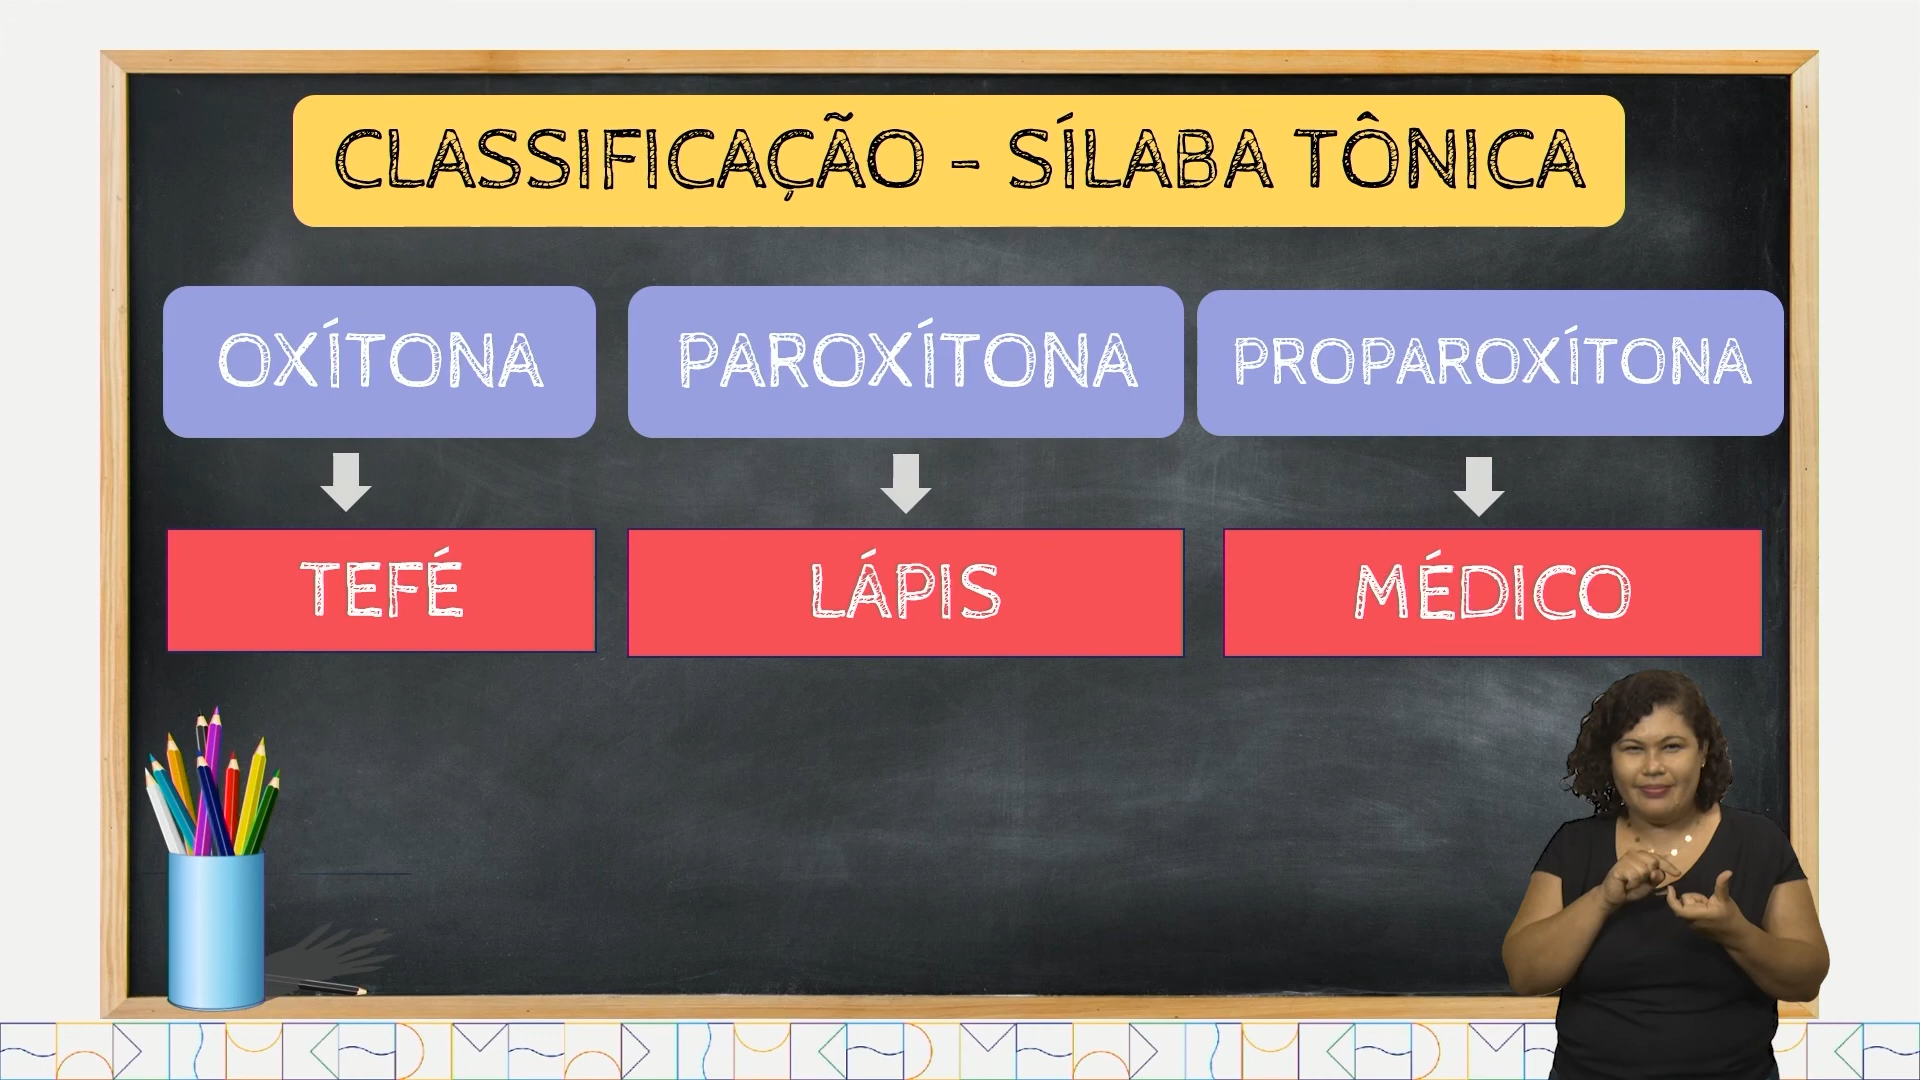 CLASSIFICAÇÃO - SÍLABA TÔNICA
OXÍTONA
PAROXÍTONA
PROPAROXÍTONA
TEFÉ
LÁPIS
MÉDICO